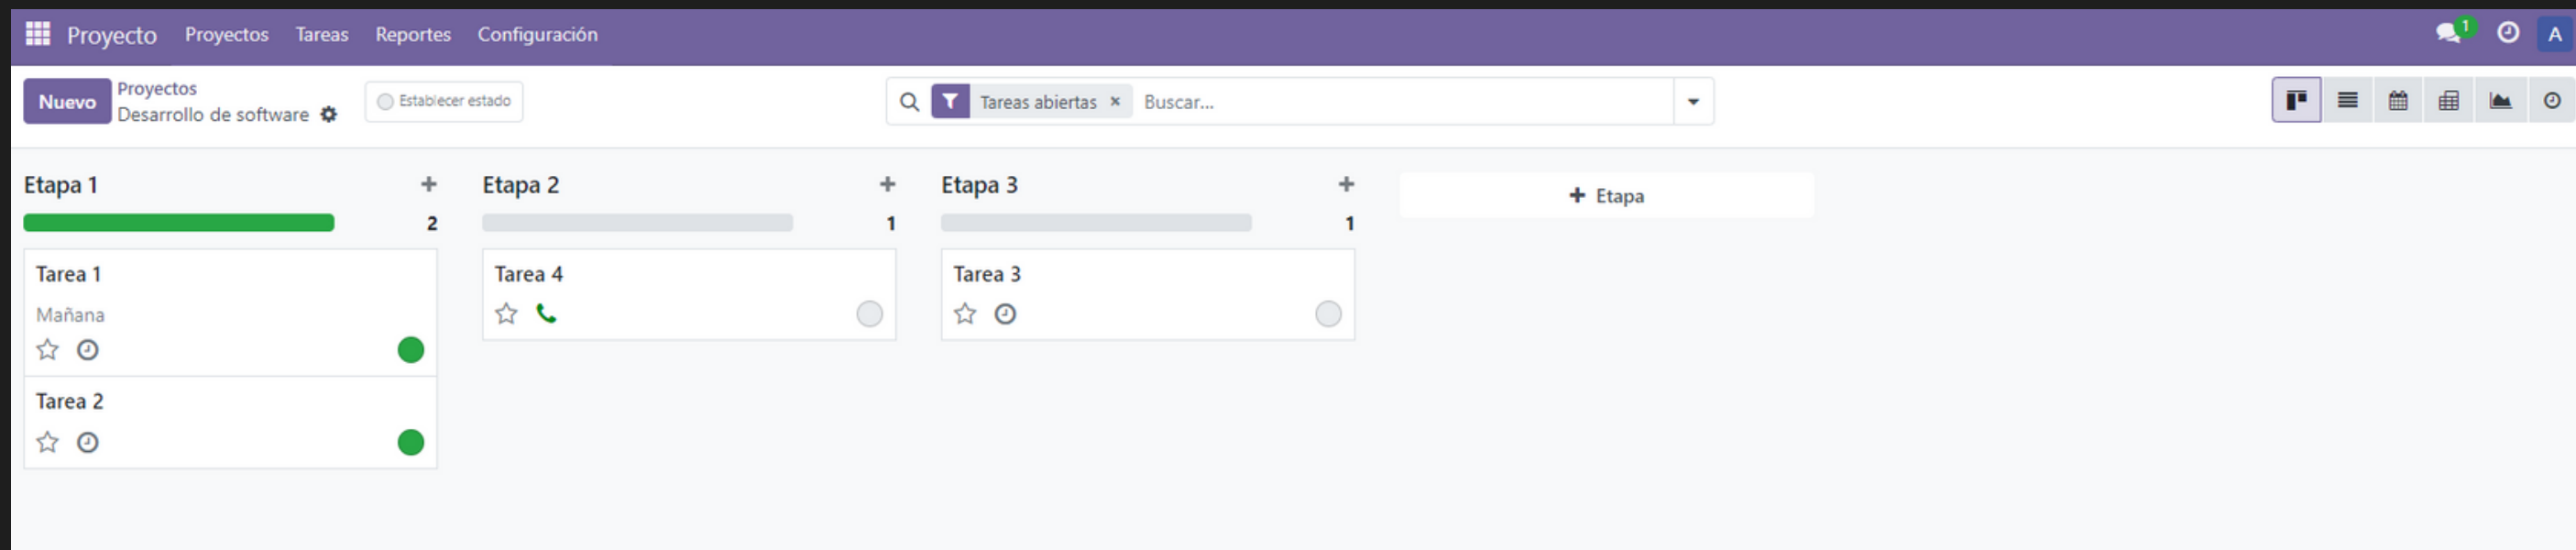 Proyecto Proyectos Tareas Reportes Configuración 1 A
Nuevo
Proyectos
Desarrollo de software
Establecer estado
Tareas abiertas × Buscar...
Etapa 1 +
2
Tarea 1
Mañana
Tarea 2
Etapa 2 +
1
Tarea 4
Etapa 3 +
1
Tarea 3
+ Etapa